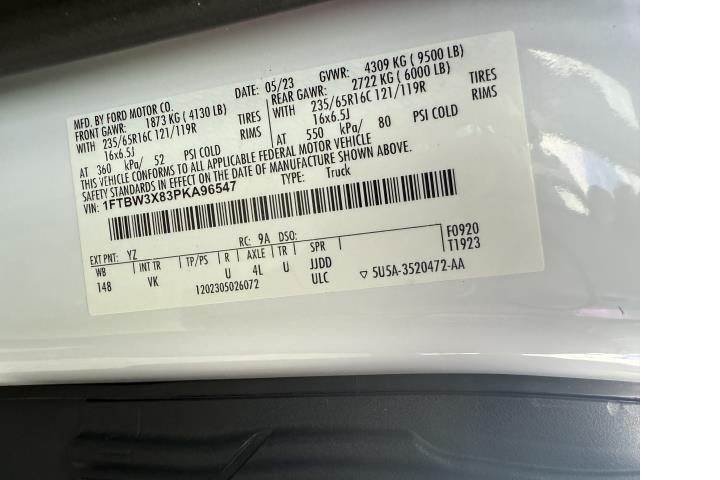 MFD. BY FORD MOTOR CO. DATE: 05/23 GVWR: 4309 KG ( 9500 LB)
FRONT GAWR: 1873 KG ( 4130 LB) REAR GAWR: 2722 KG ( 6000 LB)
WITH 235/65R16C 121/119R TIRES WITH 235/65R16C 121/119R TIRES
16x6.5J RIMS 16x6.5J RIMS
AT 360 kPa/ 52 PSI COLD AT 550 kPa/ 80 PSI COLD
THIS VEHICLE CONFORMS TO ALL APPLICABLE FEDERAL MOTOR VEHICLE
SAFETY STANDARDS IN EFFECT ON THE DATE OF MANUFACTURE SHOWN ABOVE.
VIN: 1FTBW3X83PKA96547 TYPE: Truck
EXT PNT: YZ RC: 9A DSO: F0920
WB INT TR TP/PS R AXLE TR SPR T1923
148 VK U 4L U JJDD
1202305026072 ULC ▽ 5U5A-3520472-AA